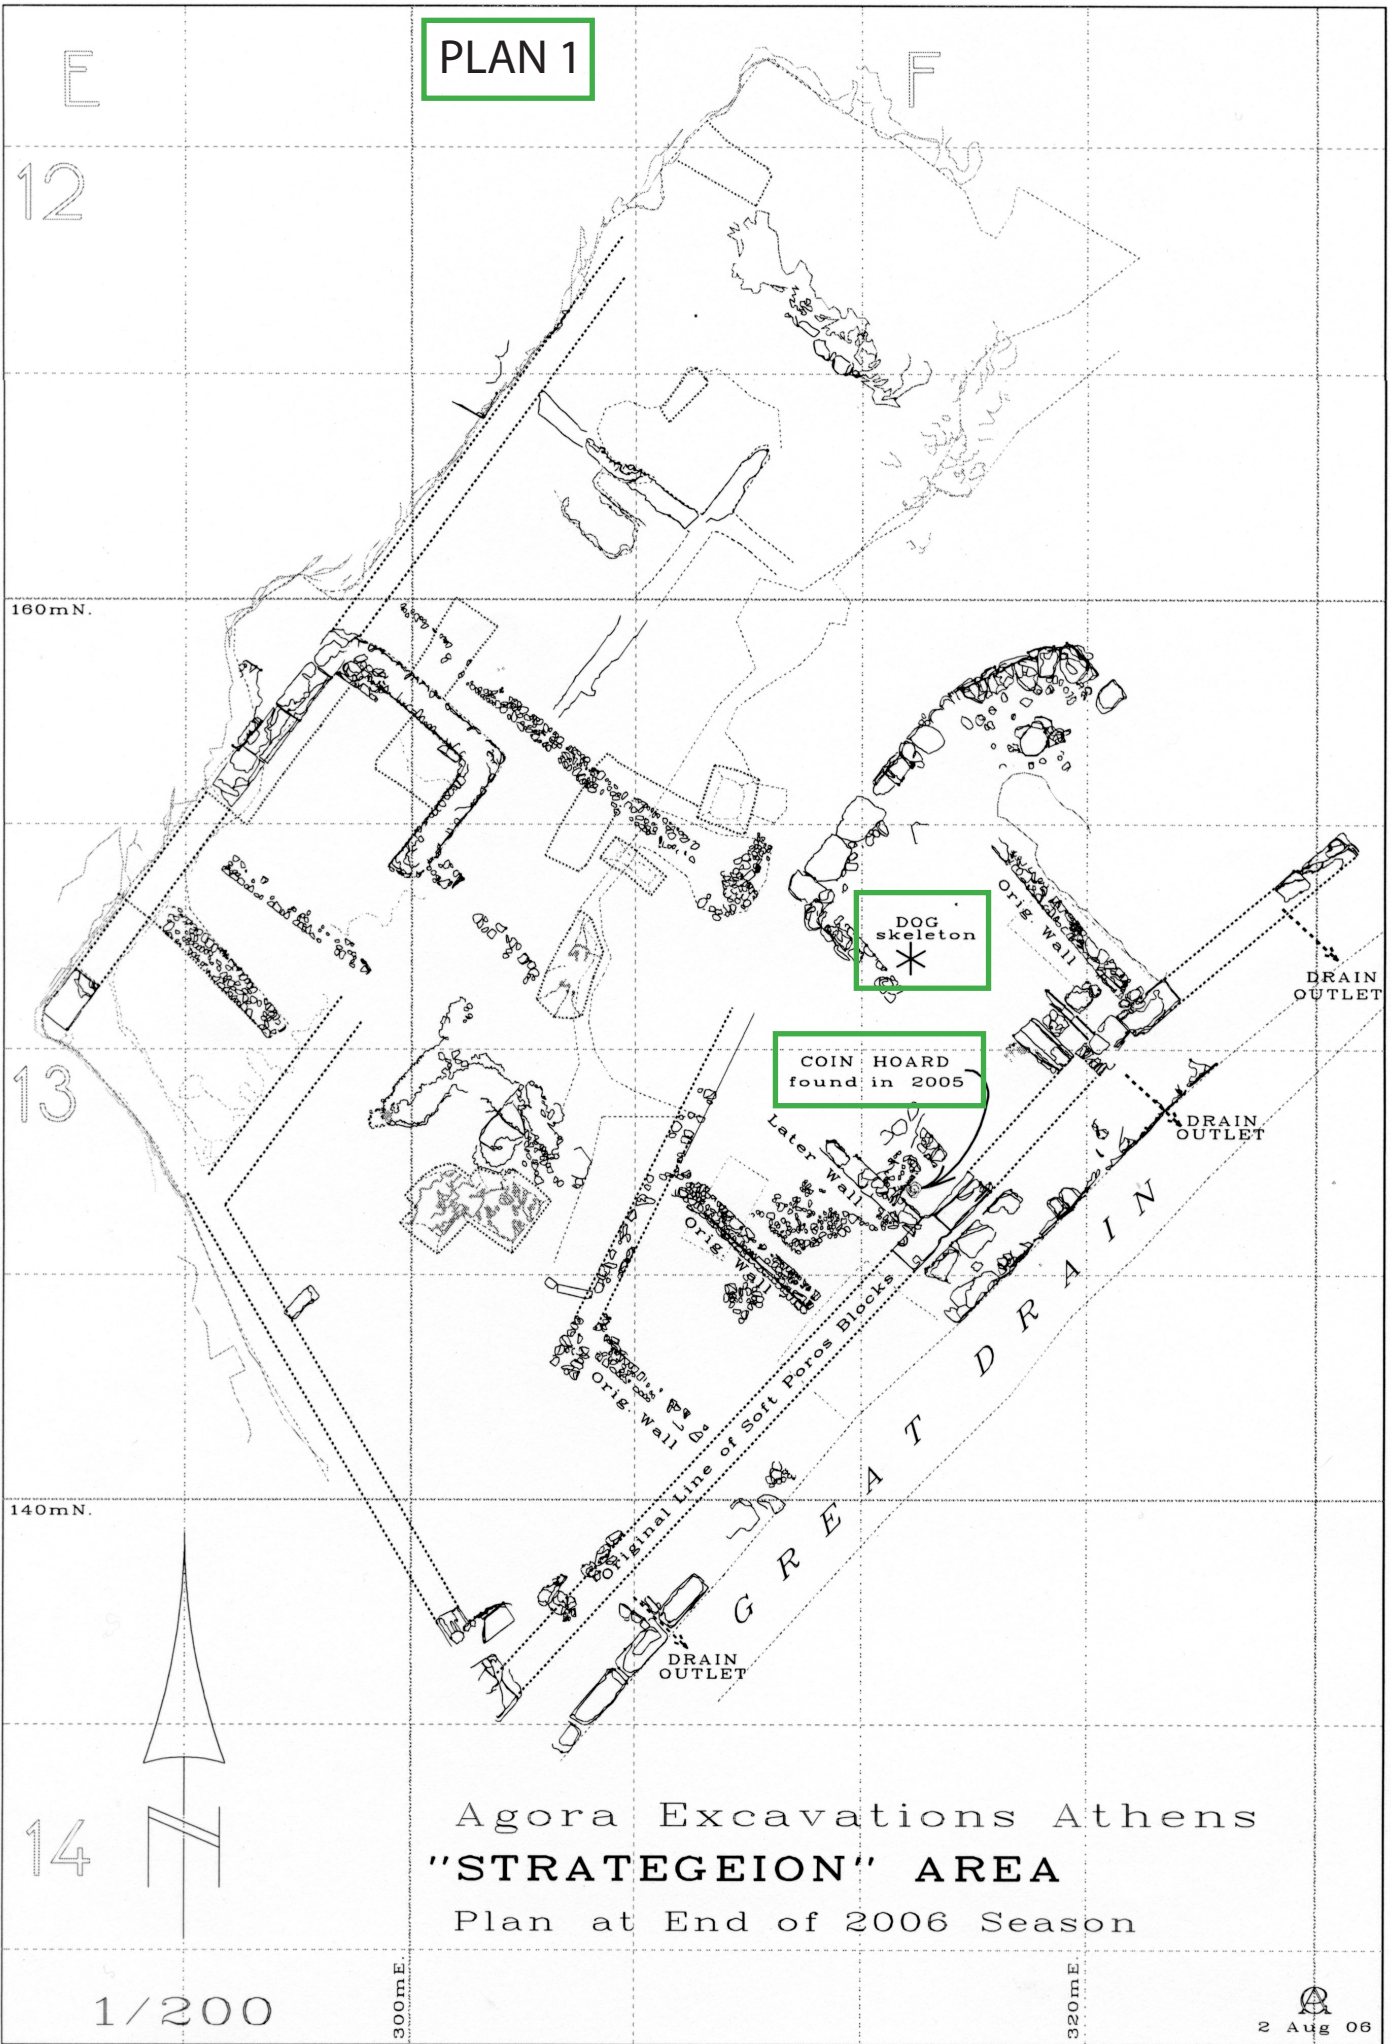 PLAN 1
E
F
12
160mN.
DOG
skeleton
Orig. Wall
DRAIN
OUTLET
13
COIN HOARD
found in 2005
Later Wall
DRAIN
OUTLET
Orig. Wall
Orig. Wall
Original Line of Soft Poros Blocks
GREAT DRAIN
140mN.
DRAIN
OUTLET
N
14
Agora Excavations Athens
"STRATEGEION" AREA
Plan at End of 2006 Season
1/200
300mE.
320mE.
2 Aug 06